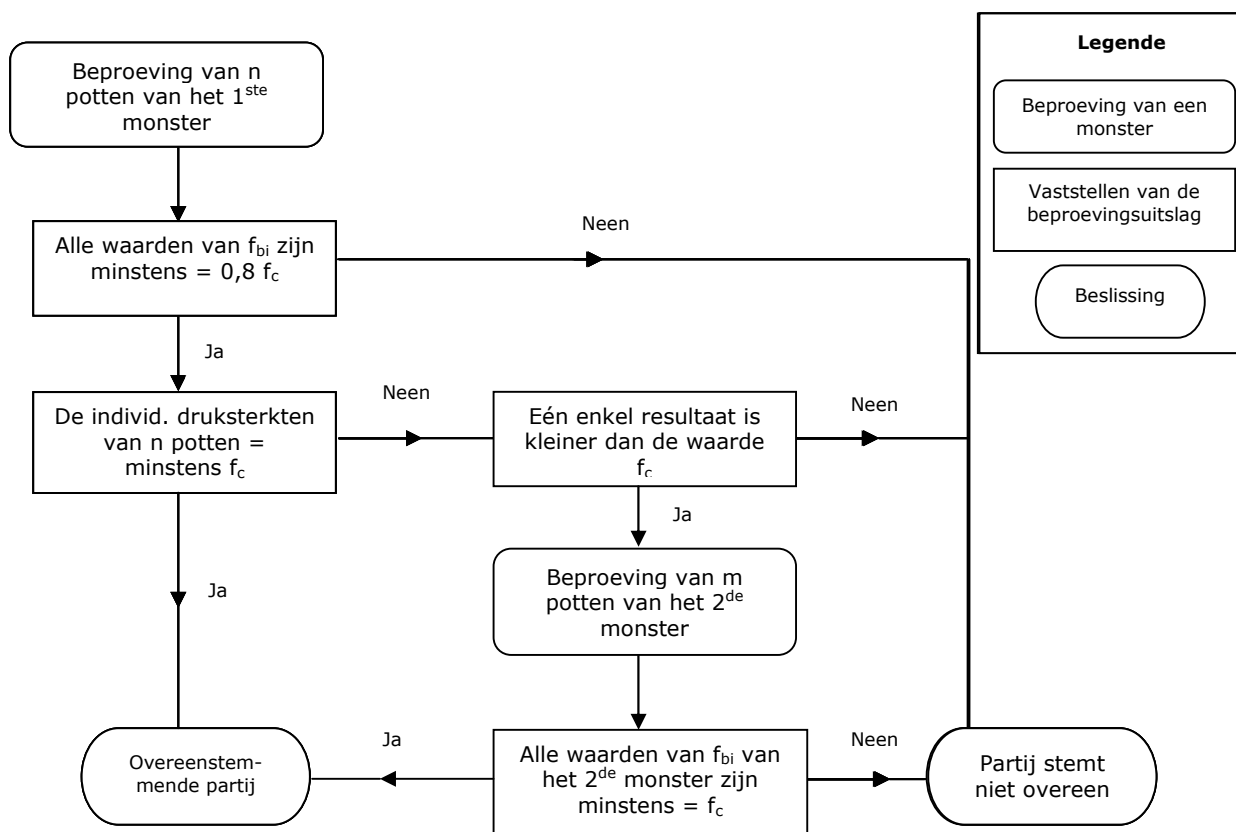 Beproeving van n
potten van het 1ste
monster
Legende
Beproeving van een
monster
Vaststellen van de
beproevingsuitslag
Beslissing
Neen
Alle waarden van fbi zijn
minstens = 0,8 fc
Ja
De individ. druksterkten
van n potten =
minstens fc
Neen
Eén enkel resultaat is
kleiner dan de waarde
fc
Neen
Ja
Beproeving van m
potten van het 2de
monster
Ja
Overeenstem-
mende partij
Ja
Alle waarden van fbi van
het 2de monster zijn
minstens = fc
Neen
Partij stemt
niet overeen